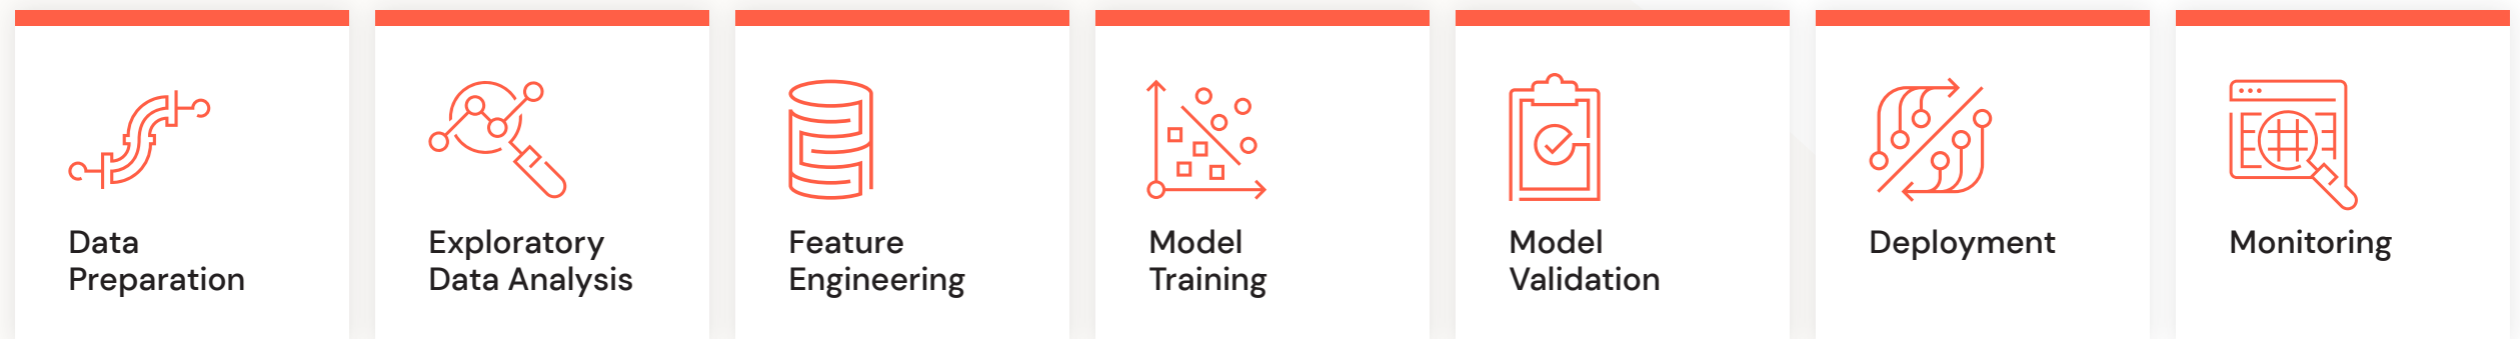 Data
Preparation
Exploratory
Data Analysis
Feature
Engineering
Model
Training
Model
Validation
Deployment
Monitoring